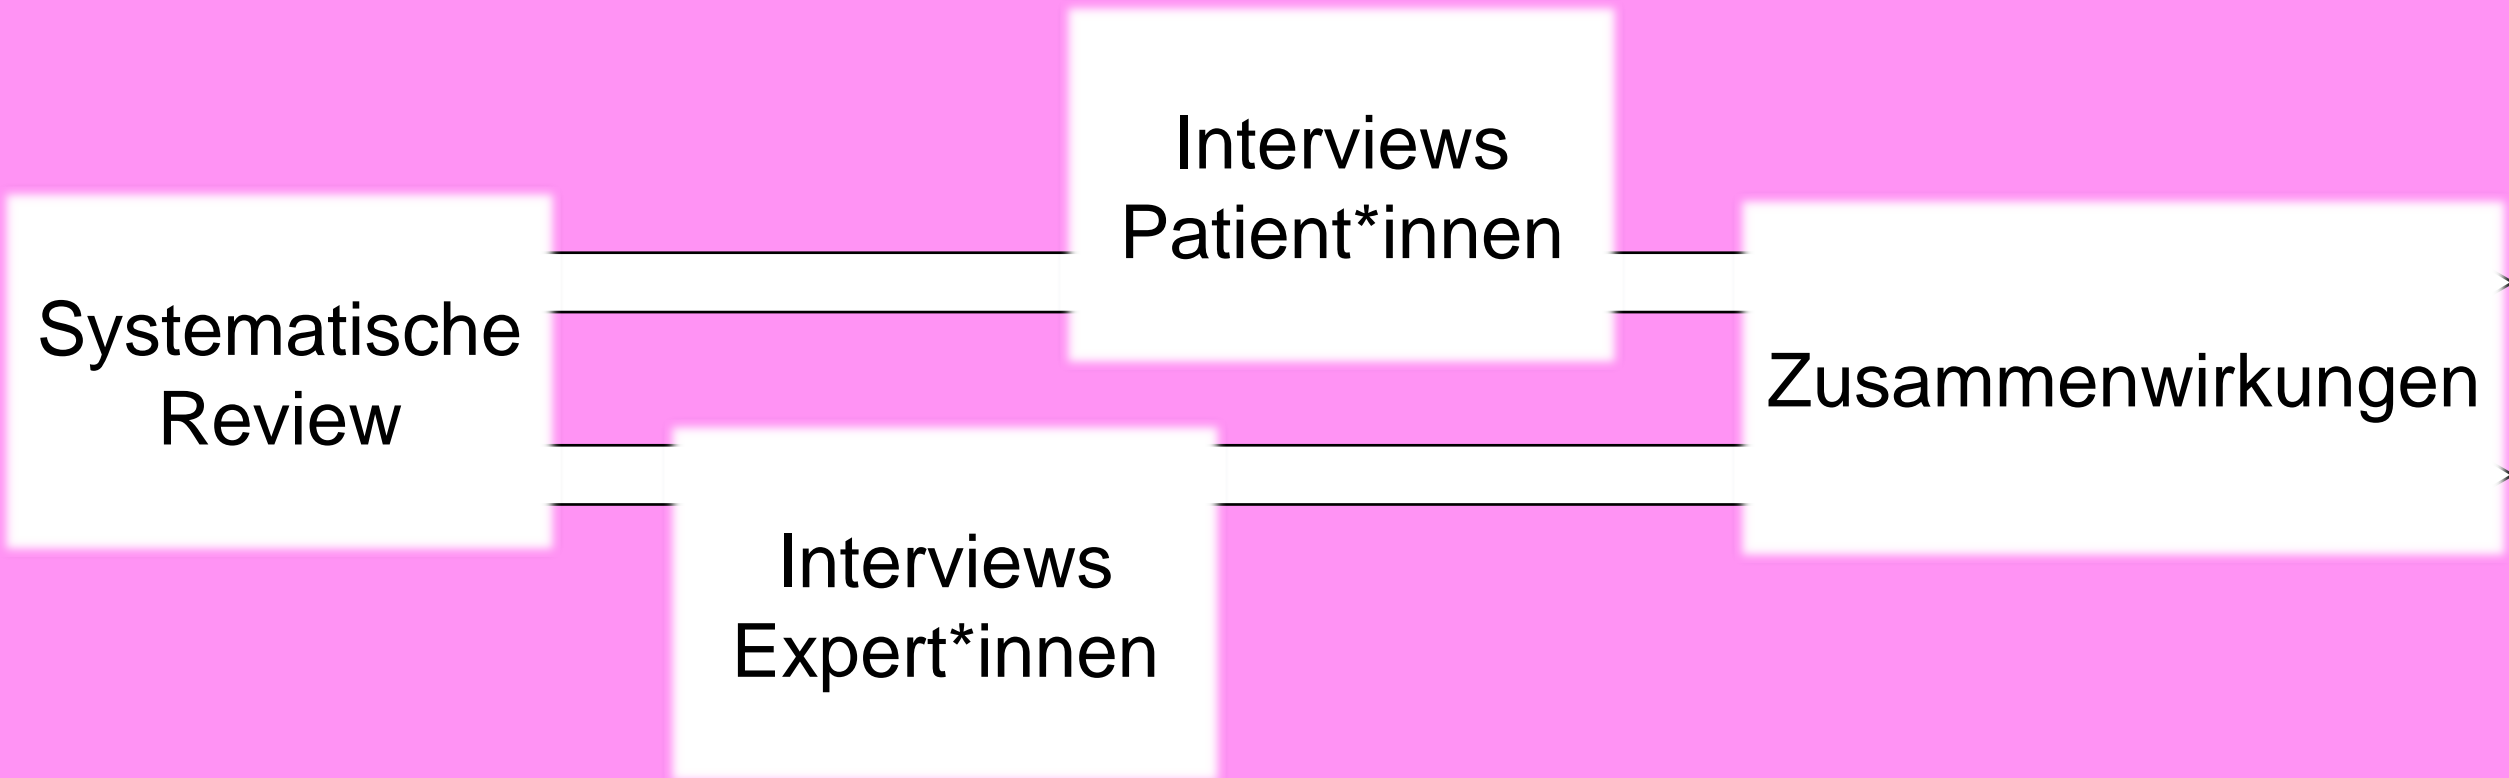 Systematische
Review
Interviews
Patient*innen
Interviews
Expert*innen
Zusammenwirkungen